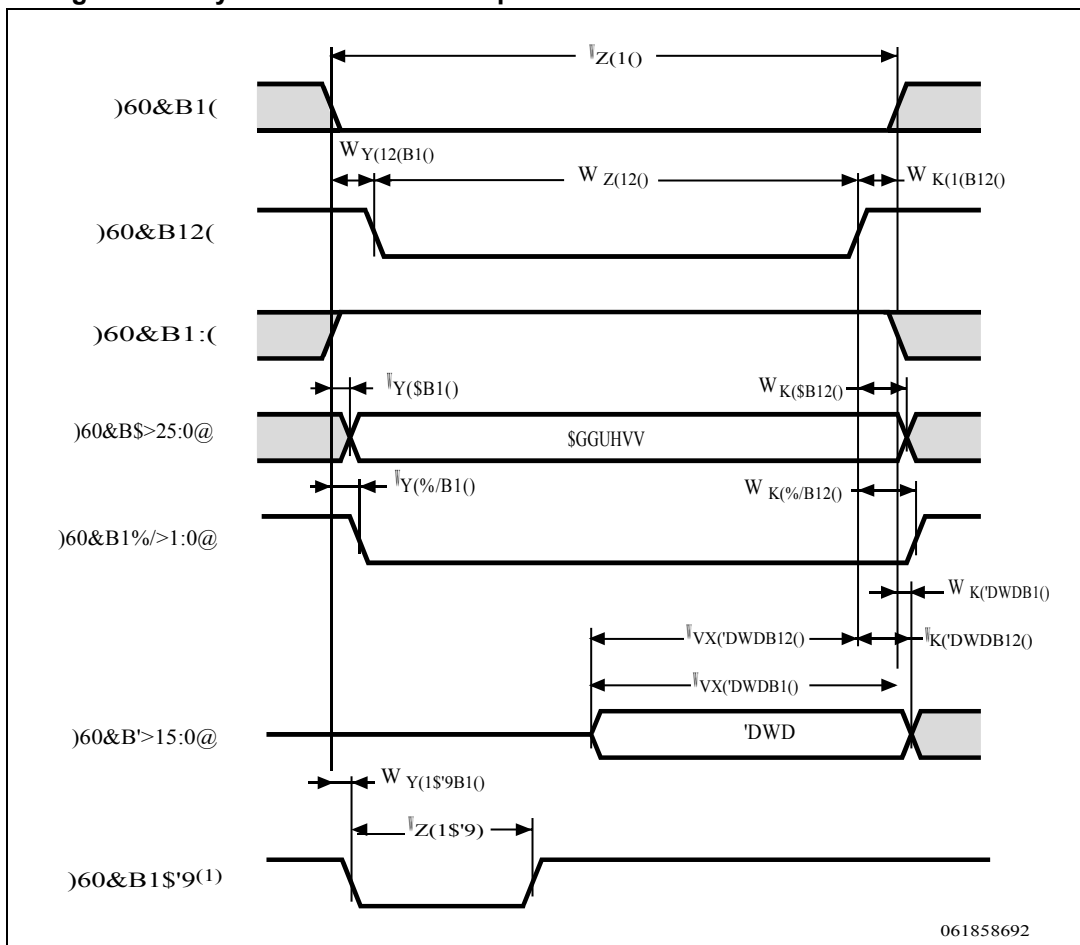 W Z(1()
)60&B1(
W Y(12(B1()
W Z(12()
W K(1(B12()
)60&B12(
)60&B1:(
W Y($B1()
W K($B12()
)60&B$>25:0@
$GGUHVV
W Y(%/B1()
W K(%/B12()
)60&B1%/>1:0@
W K('DWDB1()
W VX('DWDB12()
W K('DWDB12()
W VX('DWDB1()
)60&B'>15:0@
'DWD
W Y(1$'9B1()
W Z(1$'9)
)60&B1$'9(1)
061858692